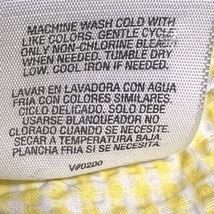 MACHINE WASH COLD WITH
LIKE COLORS. GENTLE CYCLE
ONLY NON-CHLORINE BLEACH
WHEN NEEDED. TUMBLE DRY
LOW. COOL IRON IF NEEDED.
LAVAR EN LAVADORA CON AGUA
FRIA CON COLORES SIMILARES.
CICLO DELICADO. SOLO DEBE
USARSE BLANQUEADOR NO
CLORADO CUANDO SE NECESITA.
SECAR A TEMPERATURA BAJA.
PLANCHA FRIA SI SE NECESITA.
V#0200